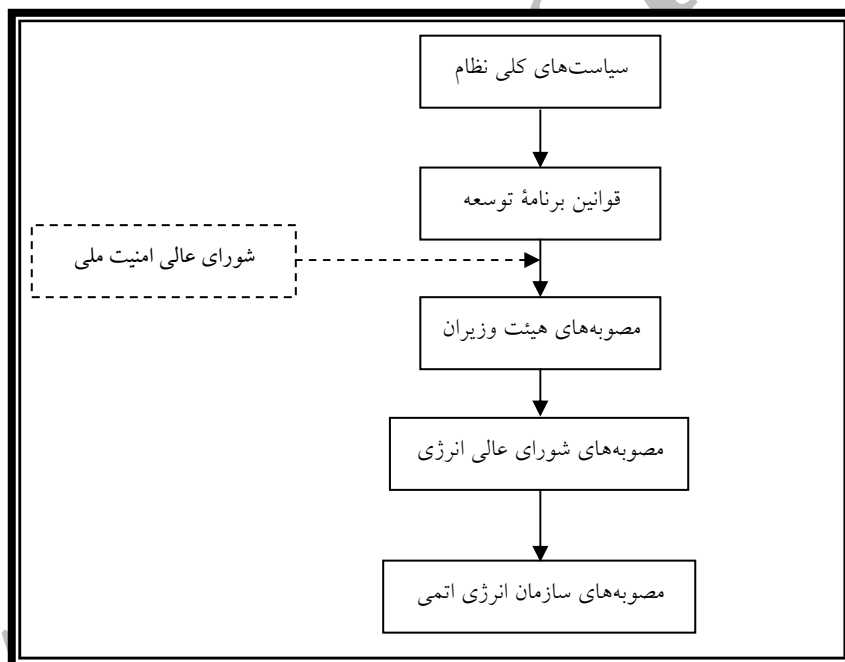 سیاست‌های کلی نظام
قوانین برنامۀ توسعه
شورای عالی امنیت ملی
مصوبه‌های هیئت وزیران
مصوبه‌های شورای عالی انرژی
مصوبه‌های سازمان انرژی اتمی